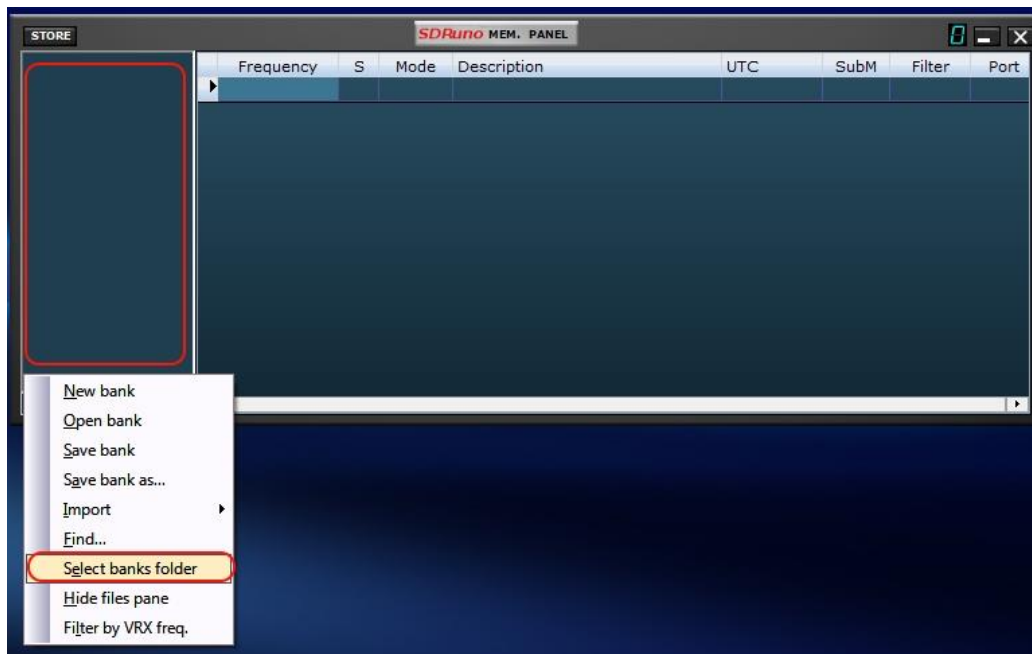 STORE
SDRuno MEM. PANEL
0
Frequency S Mode Description UTC SubM Filter Port
New bank
Open bank
Save bank
Save bank as...
Import
Find...
Select banks folder
Hide files pane
Filter by VRX freq.